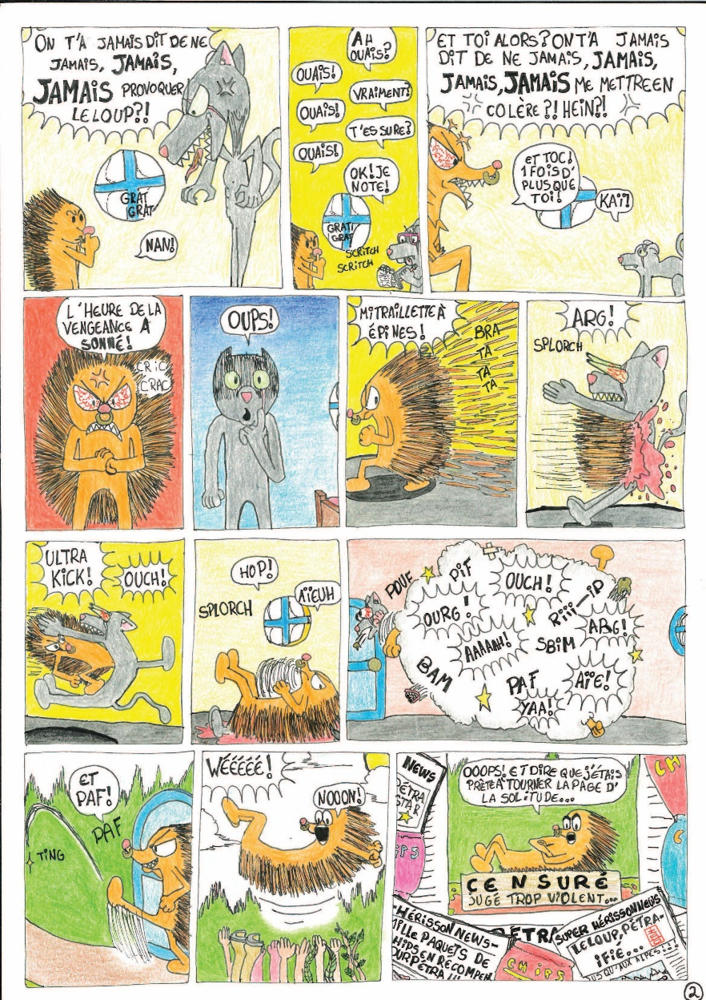 ON T'A JAMAIS DIT DE NE
JAMAIS, JAMAIS,
JAMAIS PROVOQUER
LE LOUP?!
GRAT
GRAT
NAN!
AH
OUAIS?
OUAIS!
VRAIMENT?
OUAIS!
T'ES SURE?
OUAIS!
OK! JE
NOTE!
GRAT!
GRAT
SCRITCH
SCRITCH
ET TOI ALORS? ON T'A JAMAIS
DIT DE NE JAMAIS, JAMAIS,
JAMAIS, JAMAIS ME METTRE EN
COLÈRE?! HEIN?!
ET TOC!
1 FOIS D'
PLUS QUE
TOI!
KAÏ?!
L'HEURE DE LA
VENGEANCE A
SONNÉ!
CRIC
CRAC
OUPS!
MITRAILLETTE À
ÉPINES!
BRA
TA
TA
TA
ARG!
SPLORCH
ULTRA
KICK!
OUCH!
HOP!
SPLORCH
AÏEUH
POUF
PIF
OUCH!
RIIII-IP
OURG!
ARG!
AAAAAH!
SBIM
BAM
PAF
AÏE!
YAA!
ET
PAF!
PAF
TING
WÉÉÉÉÉ!
NOOON!
NEWS
PÉTRA
STAR
IPS
CH
OOOPS! ET DIRE QUE J'ÉTAIS
PRÊTE À TOURNER LA PAGE D'
LA SOLITUDE...
CENSURÉ
JUGÉ TROP VIOLENT...
HÉRISSON NEWS-
MILLE PAQUETS DE
CHIPS EN RÉCOMPEN
POUR PÉTRA!!!
PETRA
CHIPS
SUPER HÉRISSON NEWS
LE LOUP, PÉTRA-
IFIÉ...
JUSQU'AUX ALPES!!!
2